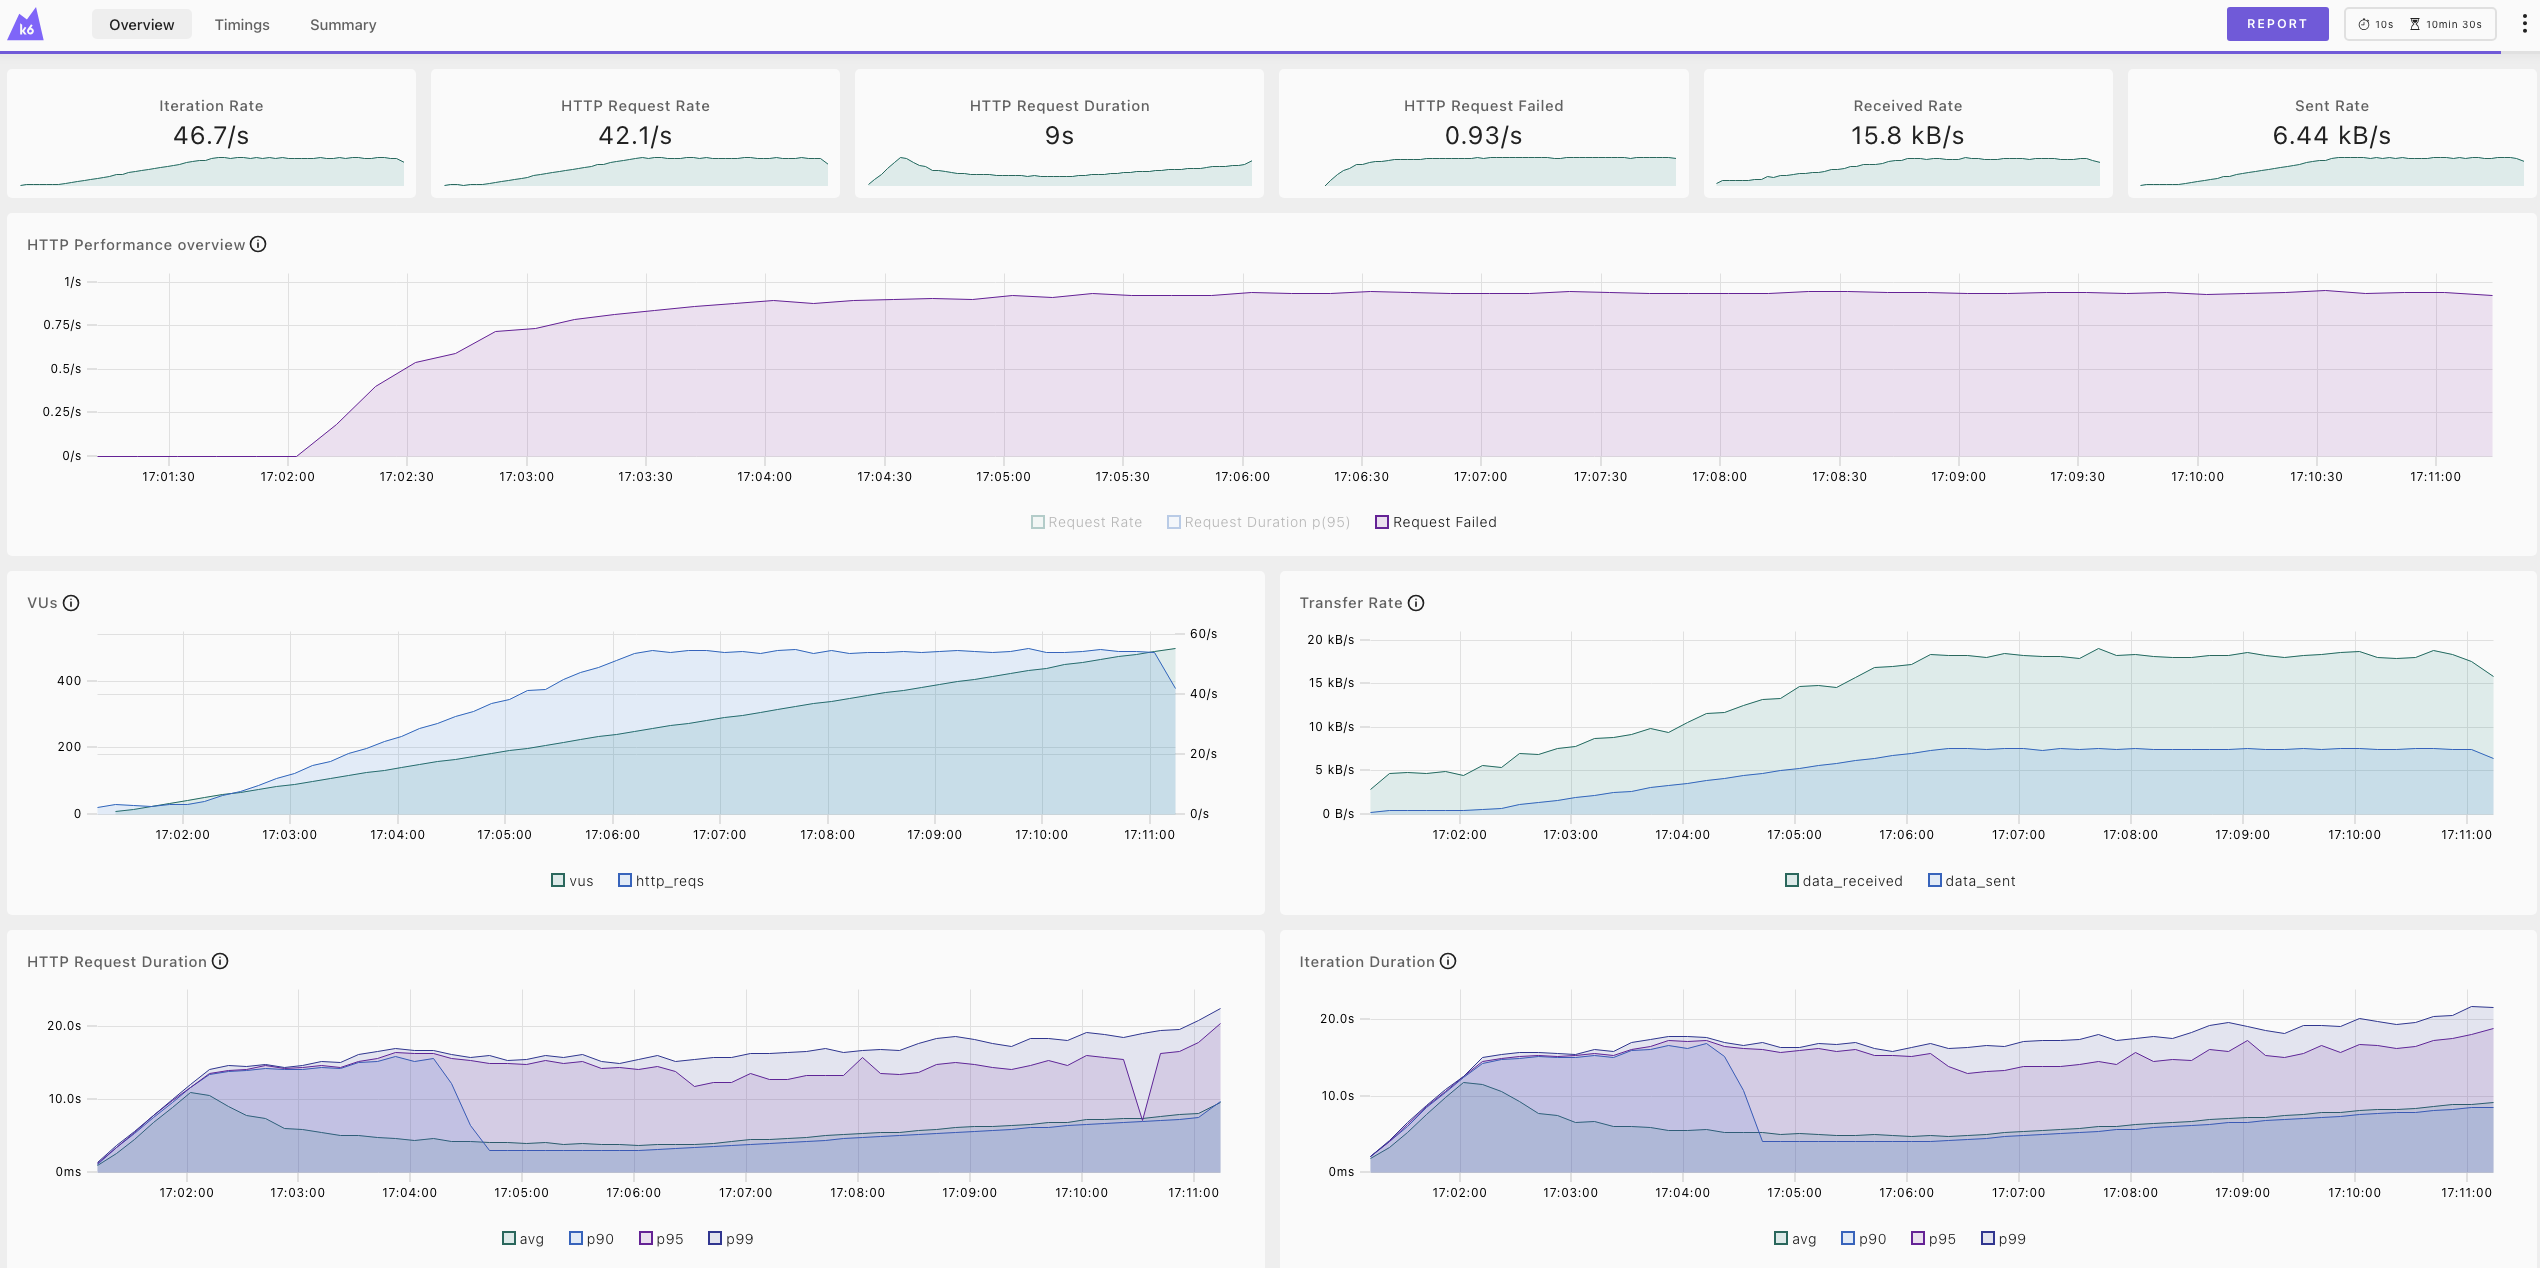 k6 Overview Timings Summary REPORT 10s 10min 30s
Iteration Rate
46.7/s
HTTP Request Rate
42.1/s
HTTP Request Duration
9s
HTTP Request Failed
0.93/s
Received Rate
15.8 kB/s
Sent Rate
6.44 kB/s
HTTP Performance overview
1/s
0.75/s
0.5/s
0.25/s
0/s
17:01:30 17:02:00 17:02:30 17:03:00 17:03:30 17:04:00 17:04:30 17:05:00 17:05:30 17:06:00 17:06:30 17:07:00 17:07:30 17:08:00 17:08:30 17:09:00 17:09:30 17:10:00 17:10:30 17:11:00
Request Rate Request Duration p(95) Request Failed
VUs
60/s
400
40/s
200
20/s
0
0/s
17:02:00 17:03:00 17:04:00 17:05:00 17:06:00 17:07:00 17:08:00 17:09:00 17:10:00 17:11:00
vus http_reqs
Transfer Rate
20 kB/s
15 kB/s
10 kB/s
5 kB/s
0 B/s
17:02:00 17:03:00 17:04:00 17:05:00 17:06:00 17:07:00 17:08:00 17:09:00 17:10:00 17:11:00
data_received data_sent
HTTP Request Duration
20.0s
10.0s
0ms
17:02:00 17:03:00 17:04:00 17:05:00 17:06:00 17:07:00 17:08:00 17:09:00 17:10:00 17:11:00
avg p90 p95 p99
Iteration Duration
20.0s
10.0s
0ms
17:02:00 17:03:00 17:04:00 17:05:00 17:06:00 17:07:00 17:08:00 17:09:00 17:10:00 17:11:00
avg p90 p95 p99